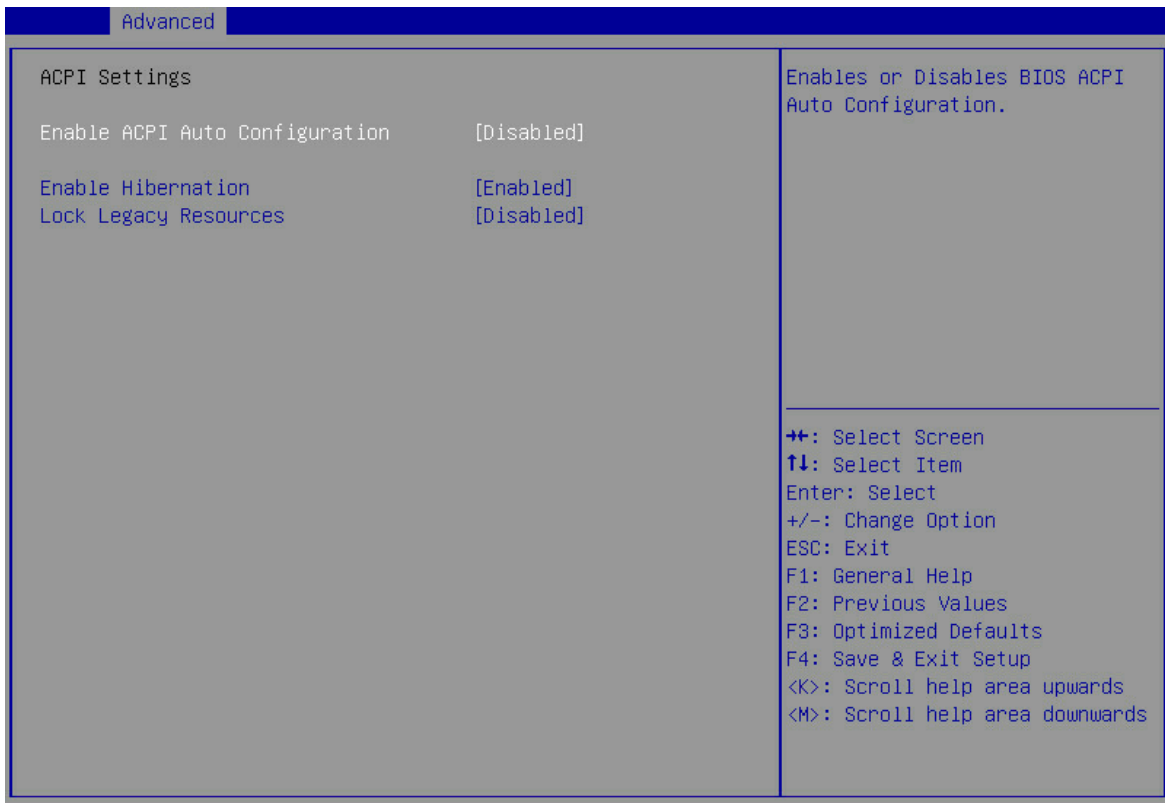 Advanced
ACPI Settings
Enable ACPI Auto Configuration [Disabled]
Enable Hibernation [Enabled]
Lock Legacy Resources [Disabled]
Enables or Disables BIOS ACPI
Auto Configuration.
→←: Select Screen
↑↓: Select Item
Enter: Select
+/-: Change Option
ESC: Exit
F1: General Help
F2: Previous Values
F3: Optimized Defaults
F4: Save & Exit Setup
<K>: Scroll help area upwards
<M>: Scroll help area downwards